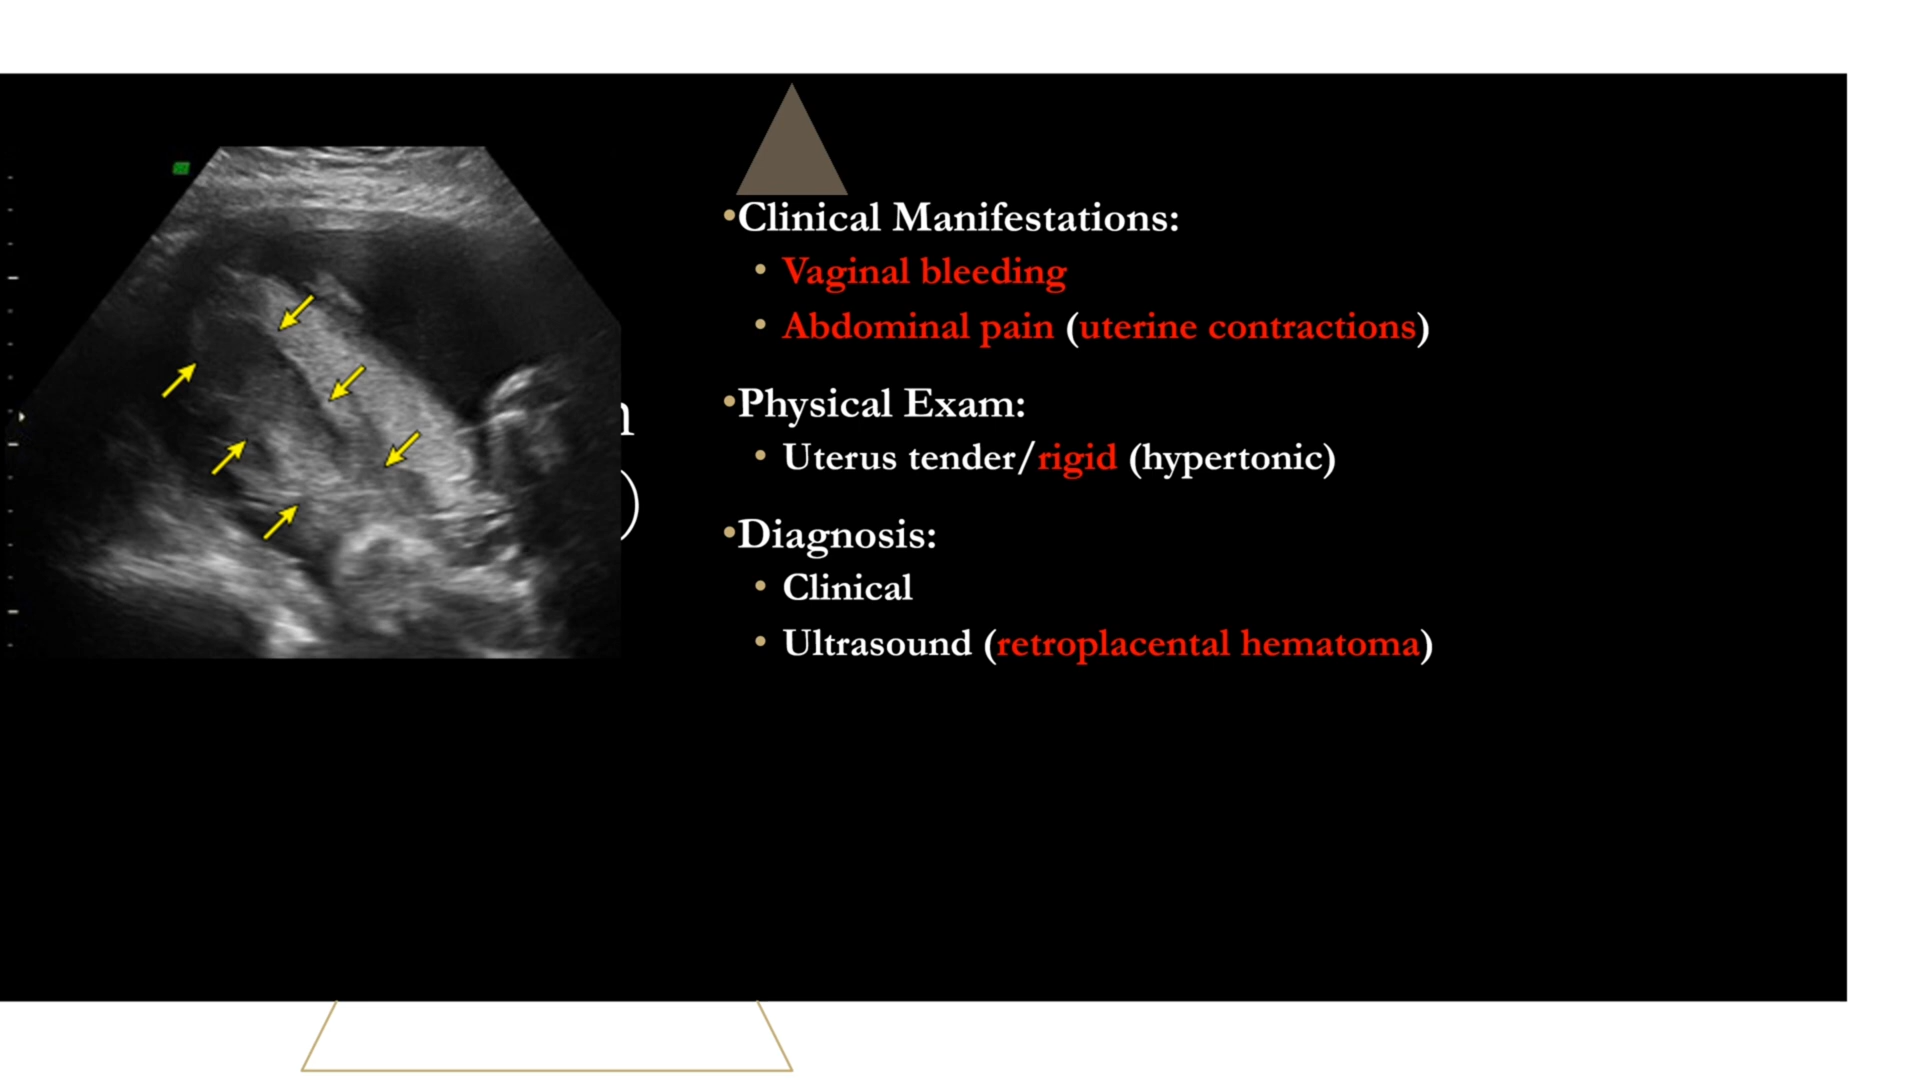 •Clinical Manifestations:
• Vaginal bleeding
• Abdominal pain (uterine contractions)
•Physical Exam:
• Uterus tender/rigid (hypertonic)
•Diagnosis:
• Clinical
• Ultrasound (retroplacental hematoma)